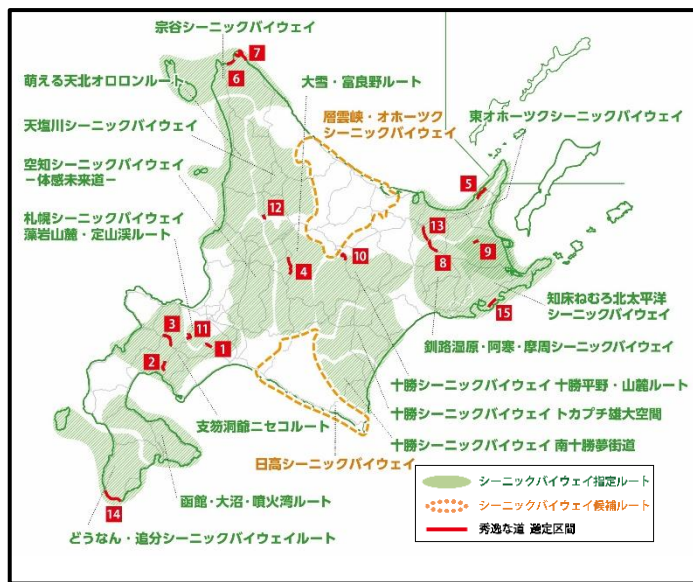 宗谷シーニックバイウェイ
7
6
萌える天北オロロンルート
大雪・富良野ルート
天塩川シーニックバイウェイ
層雲峡・オホーツク
シーニックバイウェイ
東オホーツクシーニックバイウェイ
空知シーニックバイウェイ
−体感未来道−
5
札幌シーニックバイウェイ
藻岩山麓・定山渓ルート
12
13
4
10
8
9
知床ねむろ北太平洋
シーニックバイウェイ
15
3
11
1
2
釧路湿原・阿寒・摩周シーニックバイウェイ
十勝シーニックバイウェイ 十勝平野・山麓ルート
支笏洞爺ニセコルート
十勝シーニックバイウェイ トカプチ雄大空間
十勝シーニックバイウェイ 南十勝夢街道
日高シーニックバイウェイ
14
函館・大沼・噴火湾ルート
どうなん・追分シーニックバイウェイルート
シーニックバイウェイ指定ルート
シーニックバイウェイ候補ルート
秀逸な道 選定区間